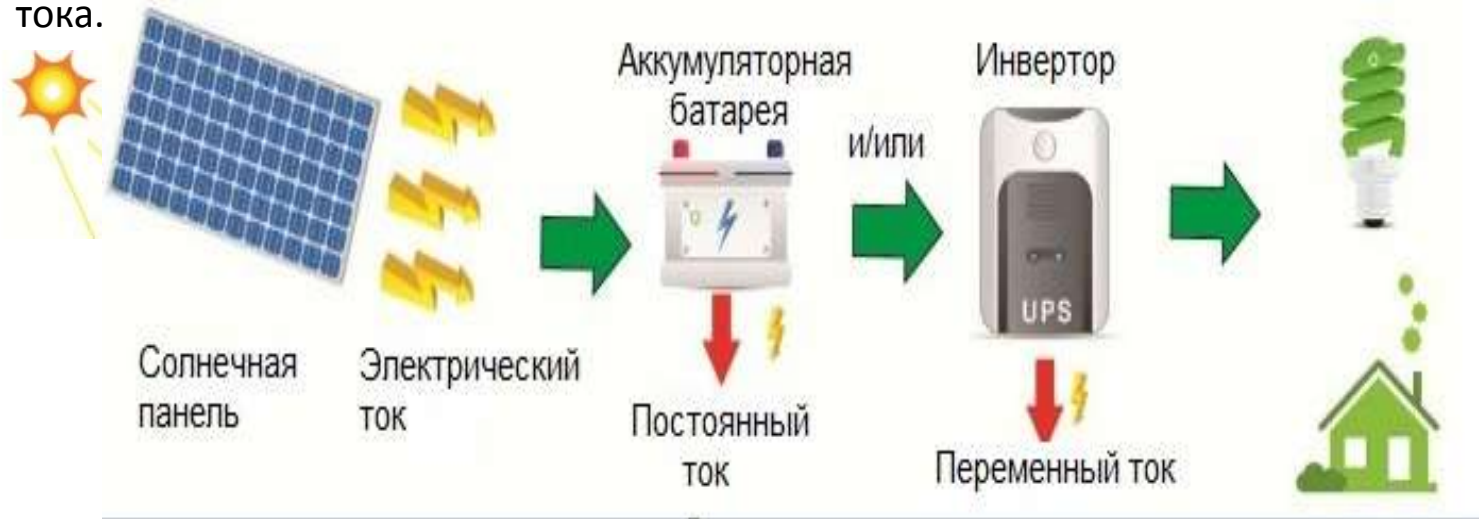 тока.
Аккумуляторная
батарея
Инвертор
и/или
UPS
Солнечная
панель
Электрический
ток
Постоянный
ток
Переменный ток